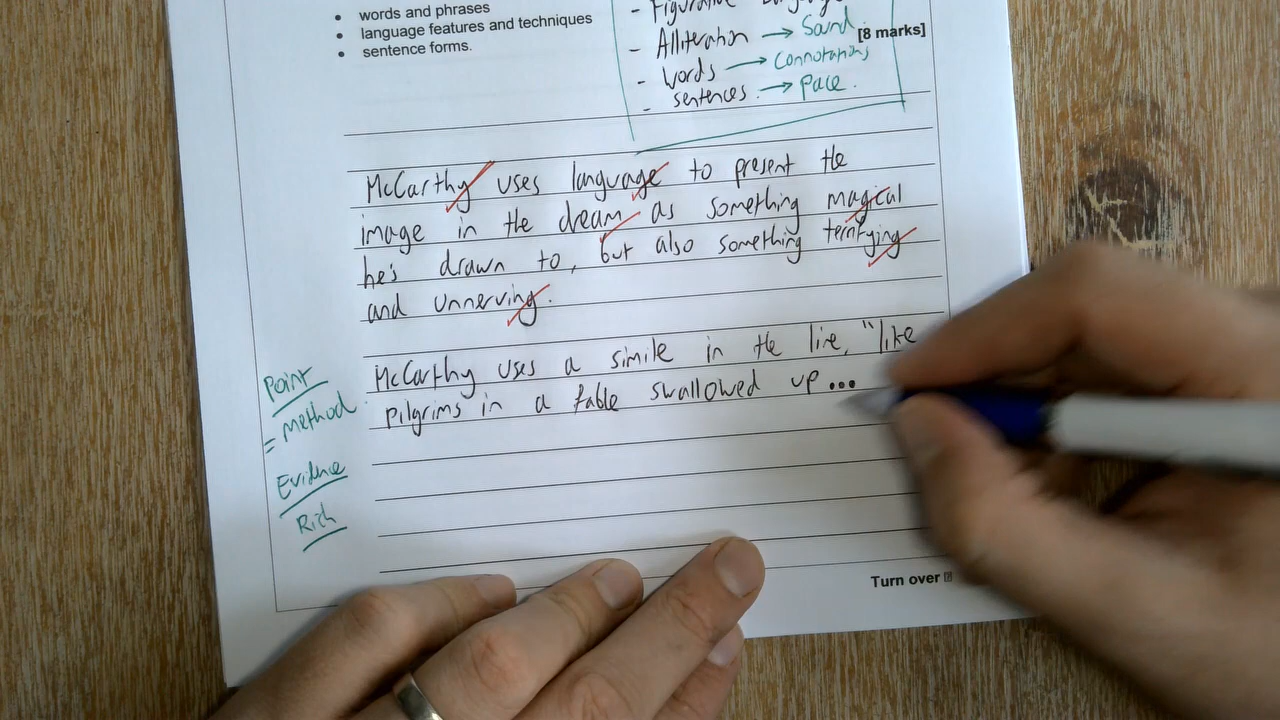 words and phrases
language features and techniques
sentence forms.
- Figurative Language
- Alliteration → Sound
[8 marks]
- Words → Connotations
- sentences → Pace.
McCarthy uses language to present the
image in the dream as something magical
he's drawn to, but also something terrifying
and unnerving.
McCarthy uses a simile in the line, "like
pilgrims in a fable swallowed up...
Point
= Method
Evidence
Rich
Turn over